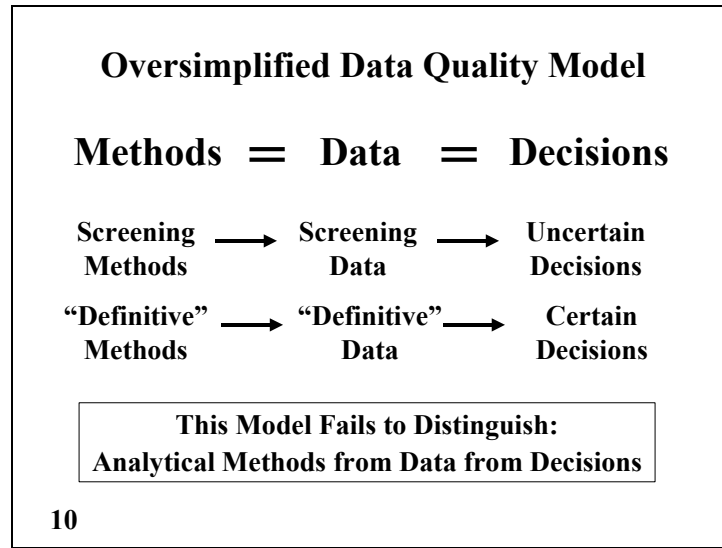 Oversimplified Data Quality Model
Methods = Data = Decisions
Screening Methods → Screening Data → Uncertain Decisions
“Definitive” Methods → “Definitive” Data → Certain Decisions
This Model Fails to Distinguish:
Analytical Methods from Data from Decisions
10